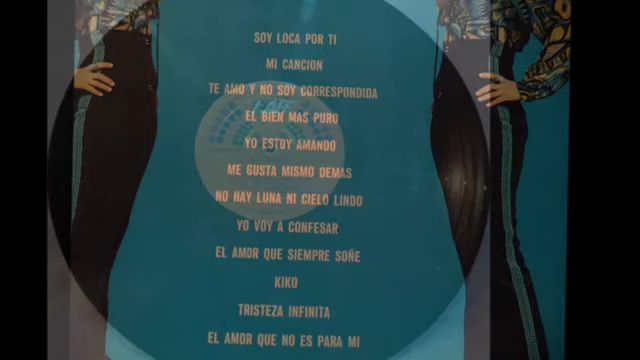 SOY LOCA POR TI
MI CANCION
TE AMO Y NO SOY CORRESPONDIDA
EL BIEN MAS PURO
YO ESTOY AMANDO
ME GUSTA MISMO DEMAS
NO HAY LUNA NI CIELO LINDO
YO VOY A CONFESAR
EL AMOR QUE SIEMPRE SOÑE
KIKO
TRISTEZA INFINITA
EL AMOR QUE NO ES PARA MI